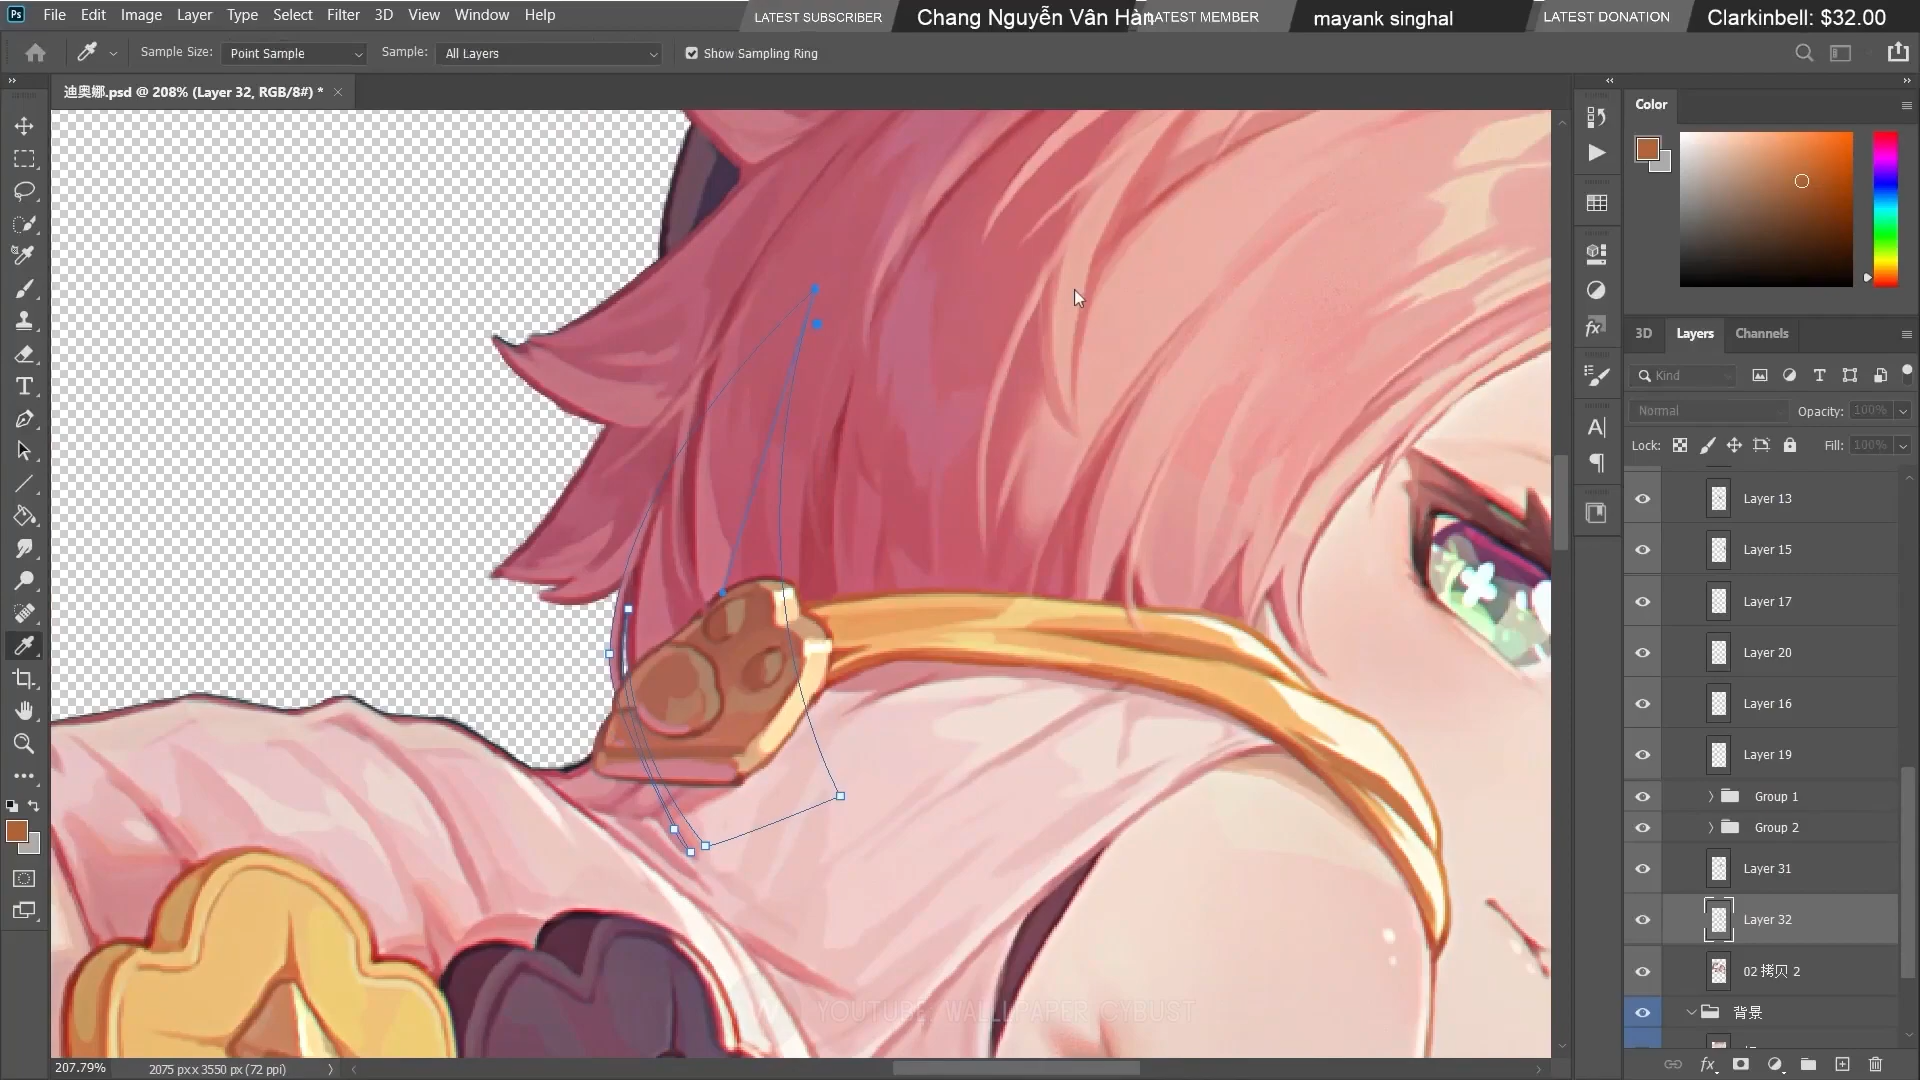 Ps File Edit Image Layer Type Select Filter 3D View Window Help
LATEST SUBSCRIBER Chang Nguyễn Vân Hàn LATEST MEMBER mayank singhal LATEST DONATION Clarkinbell: $32.00
Sample Size: Point Sample Sample: All Layers Show Sampling Ring
迪奥娜.psd @ 208% (Layer 32, RGB/8#) *
Color
3D Layers Channels
Kind
Normal Opacity: 100%
Lock: Fill: 100%
Layer 13
Layer 15
Layer 17
Layer 20
Layer 16
Layer 19
Group 1
Group 2
Layer 31
Layer 32
02 拷贝 2
背景
YOUTUBE: WALLLPAPER CYBUST
207.79% 2075 px x 3550 px (72 ppi)